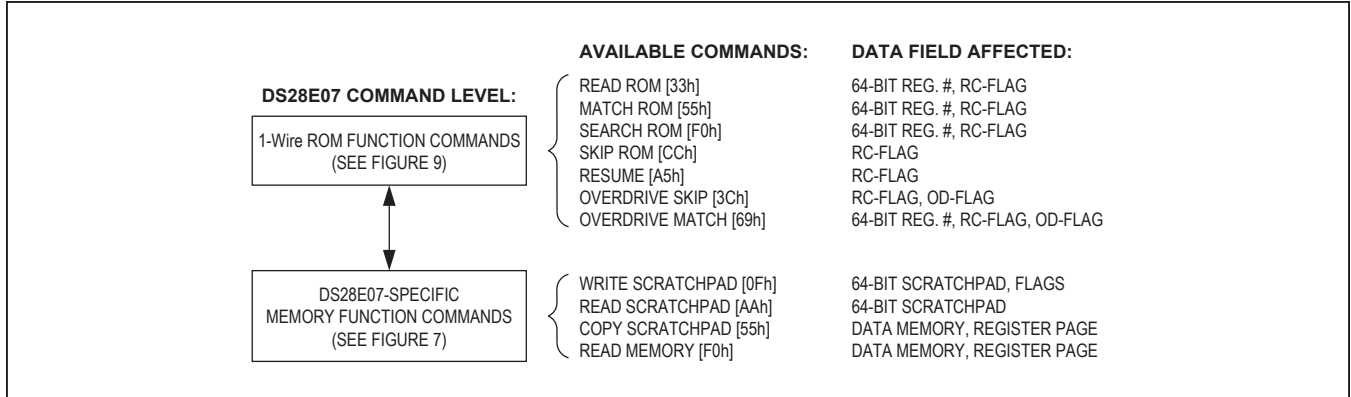 AVAILABLE COMMANDS: DATA FIELD AFFECTED:
DS28E07 COMMAND LEVEL:
1-Wire ROM FUNCTION COMMANDS
(SEE FIGURE 9)
READ ROM [33h] 64-BIT REG. #, RC-FLAG
MATCH ROM [55h] 64-BIT REG. #, RC-FLAG
SEARCH ROM [F0h] 64-BIT REG. #, RC-FLAG
SKIP ROM [CCh] RC-FLAG
RESUME [A5h] RC-FLAG
OVERDRIVE SKIP [3Ch] RC-FLAG, OD-FLAG
OVERDRIVE MATCH [69h] 64-BIT REG. #, RC-FLAG, OD-FLAG
DS28E07-SPECIFIC
MEMORY FUNCTION COMMANDS
(SEE FIGURE 7)
WRITE SCRATCHPAD [0Fh] 64-BIT SCRATCHPAD, FLAGS
READ SCRATCHPAD [AAh] 64-BIT SCRATCHPAD
COPY SCRATCHPAD [55h] DATA MEMORY, REGISTER PAGE
READ MEMORY [F0h] DATA MEMORY, REGISTER PAGE